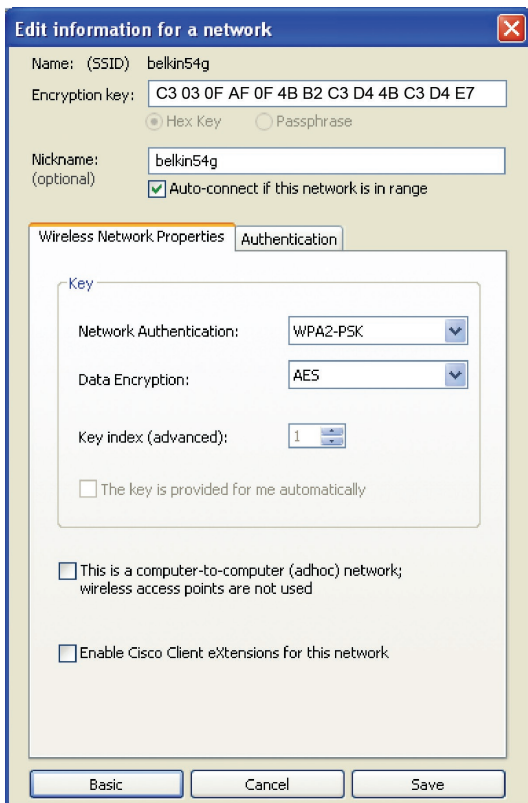 Edit information for a network
Name: (SSID) belkin54g
Encryption key: C3 03 0F AF 0F 4B B2 C3 D4 4B C3 D4 E7
Hex Key Passphrase
Nickname: belkin54g
(optional)
Auto-connect if this network is in range
Wireless Network Properties Authentication
Key
Network Authentication: WPA2-PSK
Data Encryption: AES
Key index (advanced): 1
The key is provided for me automatically
This is a computer-to-computer (adhoc) network;
wireless access points are not used
Enable Cisco Client eXtensions for this network
Basic Cancel Save